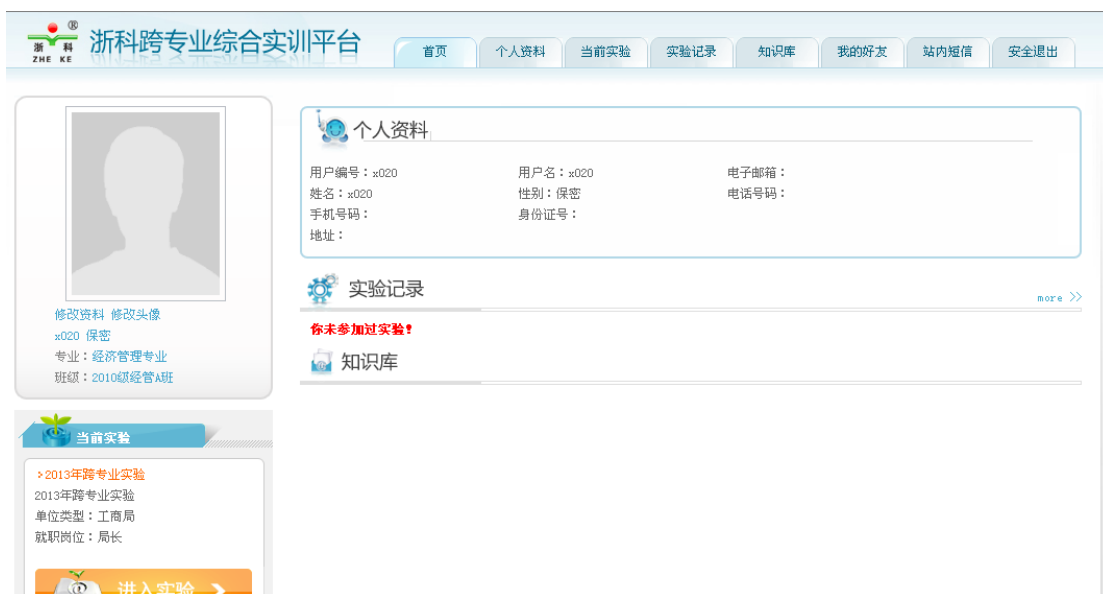 ®
浙 科
ZHE KE
浙科跨专业综合实训平台
首页 个人资料 当前实验 实验记录 知识库 我的好友 站内短信 安全退出
个人资料
用户编号：x020 用户名：x020 电子邮箱：
姓名：x020 性别：保密 电话号码：
手机号码： 身份证号：
地址：
实验记录
more >>
你未参加过实验!
知识库
修改资料 修改头像
x020 保密
专业：经济管理专业
班级：2010级经管A班
当前实验
>2013年跨专业实验
2013年跨专业实验
单位类型：工商局
就职岗位：局长
进入实验